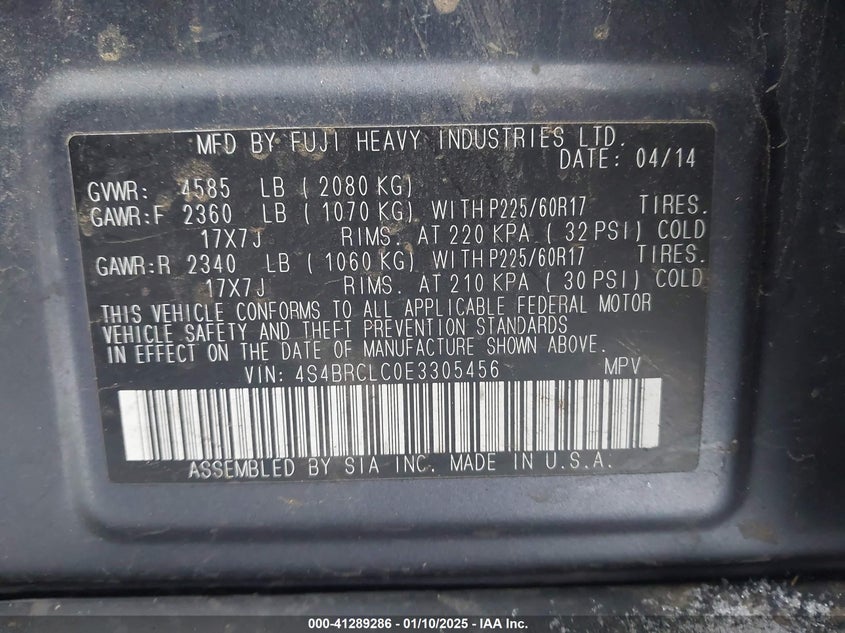 MFD BY FUJI HEAVY INDUSTRIES LTD.
DATE: 04/14
GVWR: 4585 LB ( 2080 KG)
GAWR:F 2360 LB ( 1070 KG) WITH P225/60R17 TIRES.
17X7J RIMS. AT 220 KPA ( 32 PSI) COLD
GAWR:R 2340 LB ( 1060 KG) WITH P225/60R17 TIRES.
17X7J RIMS. AT 210 KPA ( 30 PSI) COLD
THIS VEHICLE CONFORMS TO ALL APPLICABLE FEDERAL MOTOR
VEHICLE SAFETY AND THEFT PREVENTION STANDARDS
IN EFFECT ON THE DATE OF MANUFACTURE SHOWN ABOVE.
VIN: 4S4BRCLC0E3305456 MPV
ASSEMBLED BY SIA INC. MADE IN U.S.A.
000-41289286 - 01/10/2025 - IAA Inc.